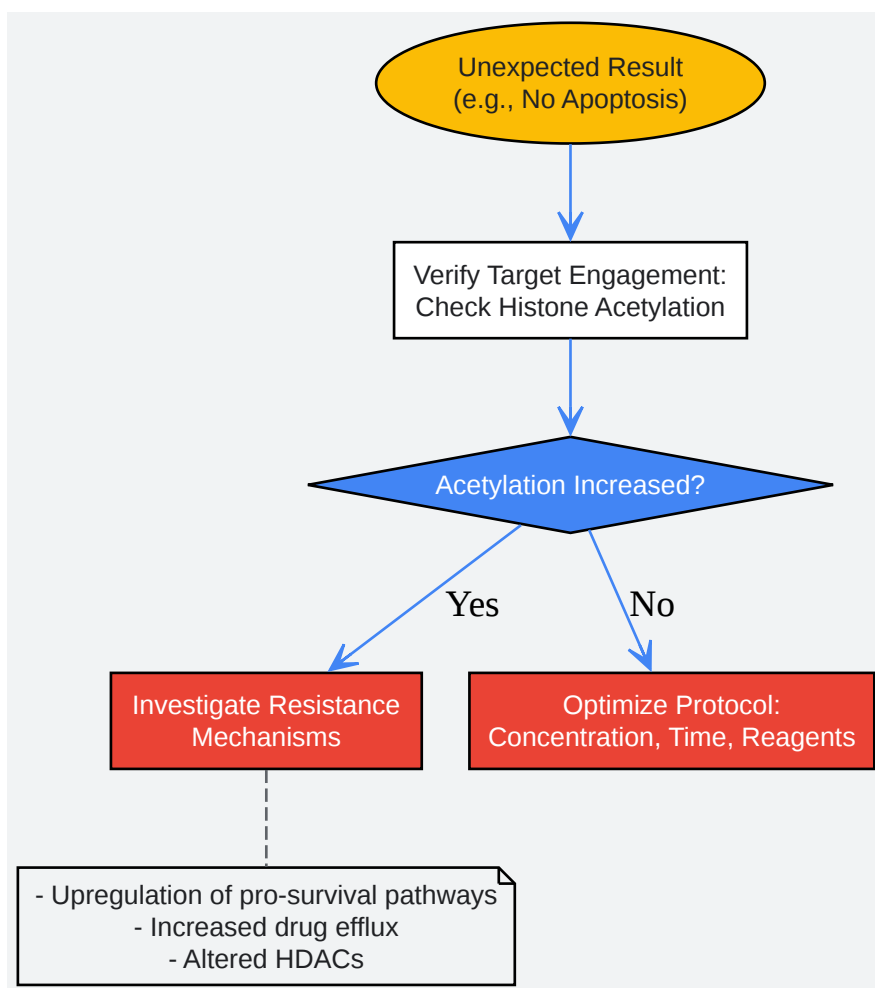 Unexpected Result
(e.g., No Apoptosis)
Verify Target Engagement:
Check Histone Acetylation
Acetylation Increased?
Yes
No
Investigate Resistance
Mechanisms
Optimize Protocol:
Concentration, Time, Reagents
- Upregulation of pro-survival pathways
- Increased drug efflux
- Altered HDACs